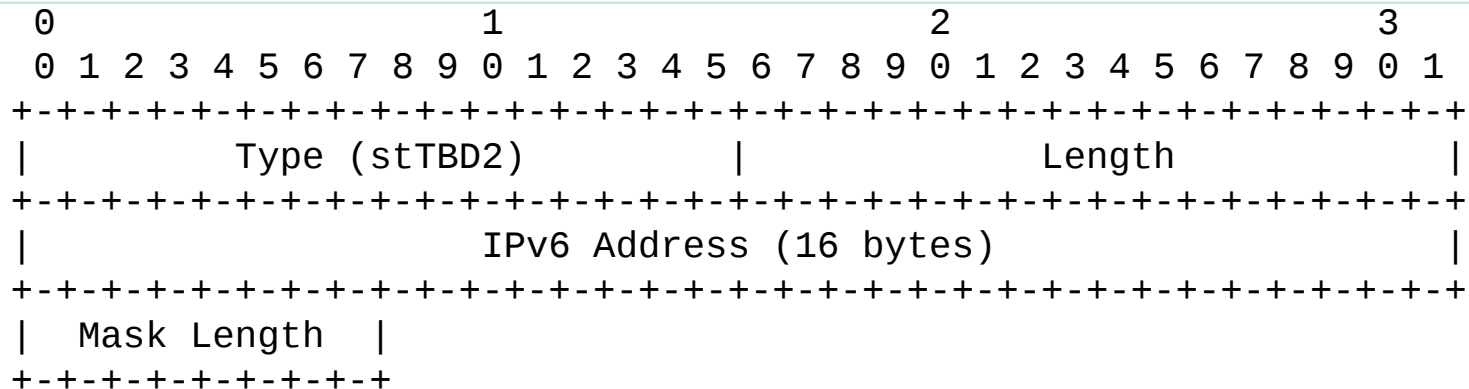 0                   1                   2                   3
 0 1 2 3 4 5 6 7 8 9 0 1 2 3 4 5 6 7 8 9 0 1 2 3 4 5 6 7 8 9 0 1
+-+-+-+-+-+-+-+-+-+-+-+-+-+-+-+-+-+-+-+-+-+-+-+-+-+-+-+-+-+-+-+-+
|         Type (stTBD2)         |             Length            |
+-+-+-+-+-+-+-+-+-+-+-+-+-+-+-+-+-+-+-+-+-+-+-+-+-+-+-+-+-+-+-+-+
|                    IPv6 Address (16 bytes)                    |
+-+-+-+-+-+-+-+-+-+-+-+-+-+-+-+-+-+-+-+-+-+-+-+-+-+-+-+-+-+-+-+-+
|  Mask Length  |
+-+-+-+-+-+-+-+-+